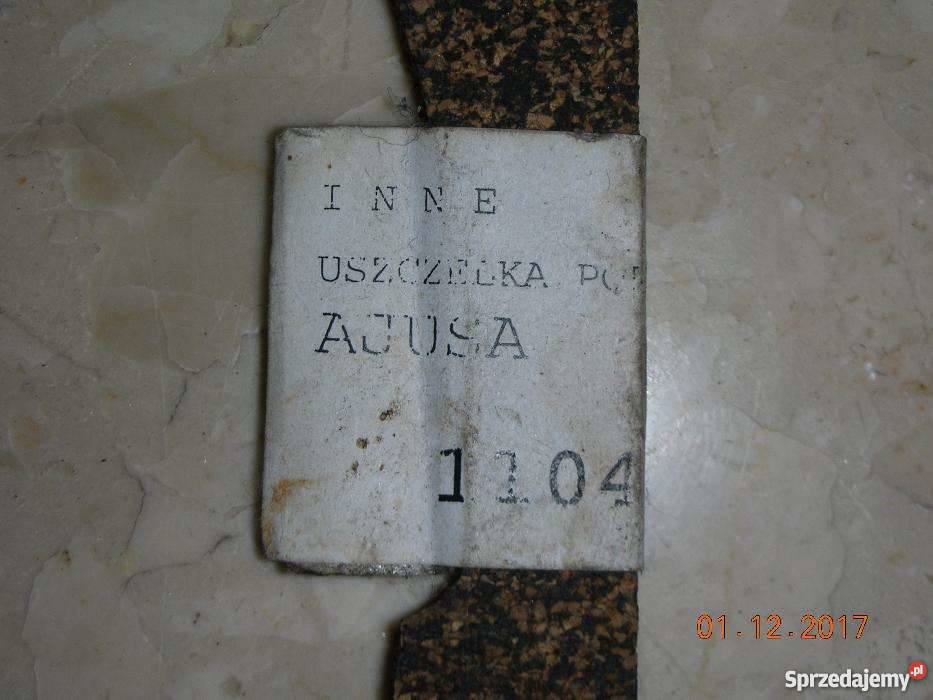 INNE
USZCZELKA
AJUSA
1104
01.12.2017
Sprzedajemy.pl